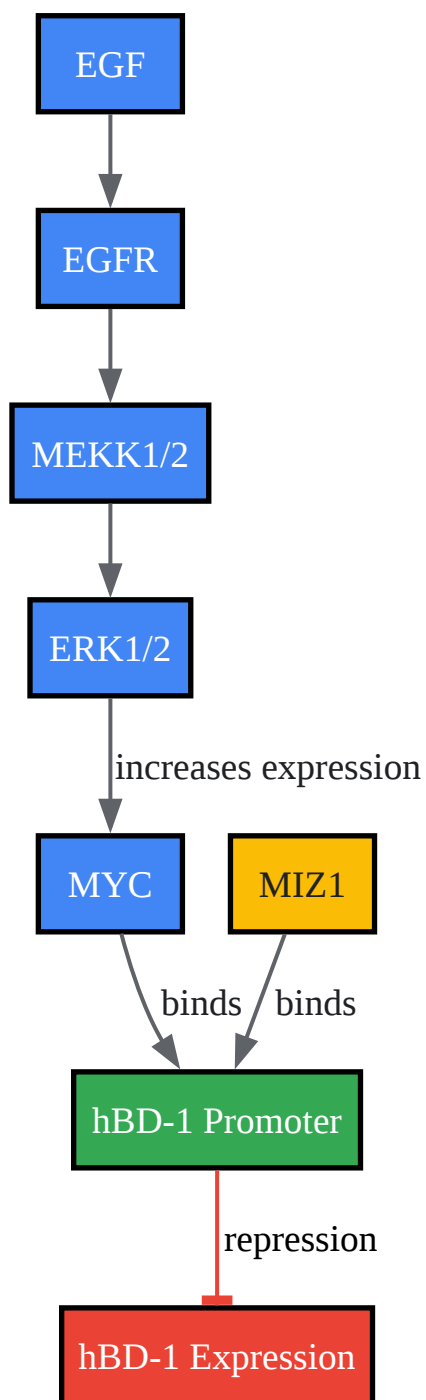 EGF
EGFR
MEKK1/2
ERK1/2
increases expression
MYC
MIZ1
binds
binds
hBD-1 Promoter
repression
hBD-1 Expression